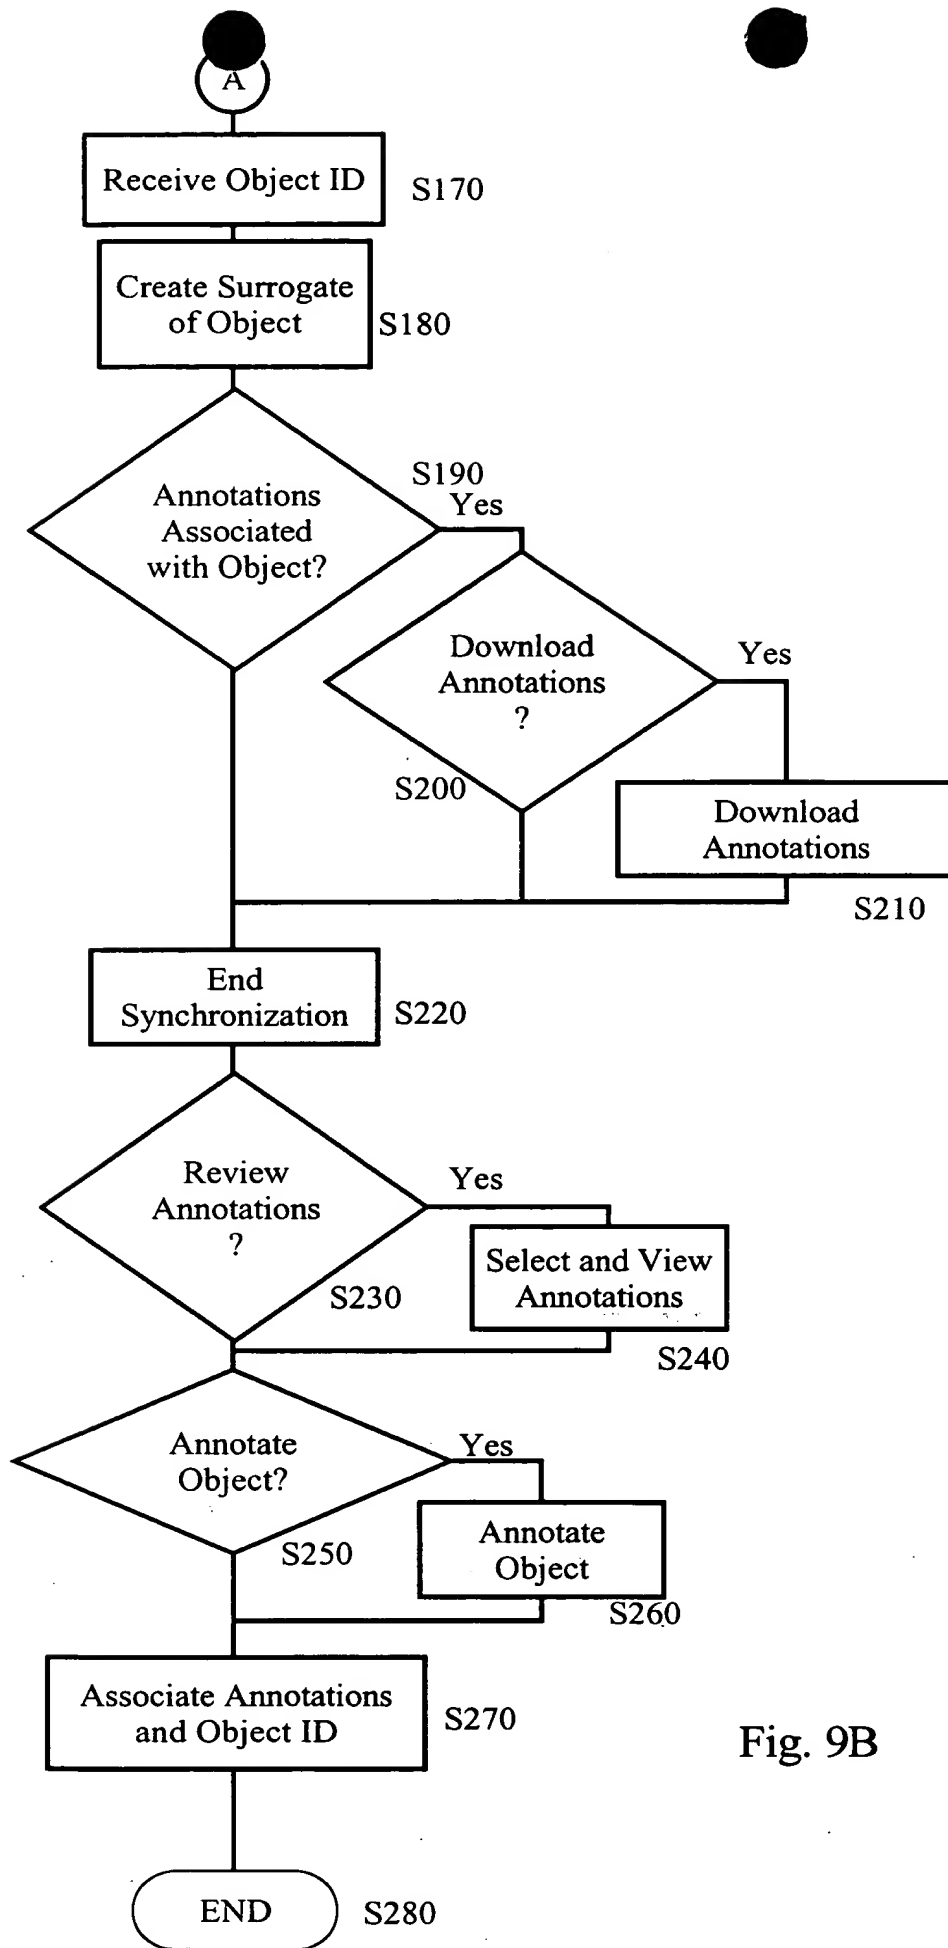 A
Receive Object ID
S170
Create Surrogate
of Object
S180
S190
Annotations
Associated
with Object?
Yes
Download
Annotations
?
Yes
S200
Download
Annotations
S210
End
Synchronization
S220
Review
Annotations
?
Yes
S230
Select and View
Annotations
S240
Annotate
Object?
Yes
S250
Annotate
Object
S260
Associate Annotations
and Object ID
S270
Fig. 9B
END
S280